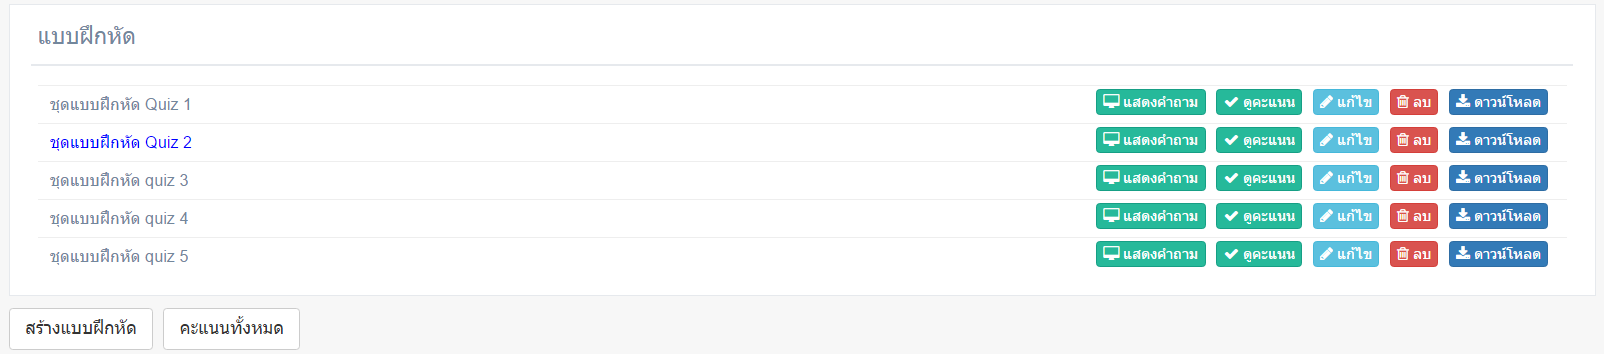 แบบฝึกหัด
ชุดแบบฝึกหัด Quiz 1 แสดงคำถาม ดูคะแนน แก้ไข ลบ ดาวน์โหลด
ชุดแบบฝึกหัด Quiz 2 แสดงคำถาม ดูคะแนน แก้ไข ลบ ดาวน์โหลด
ชุดแบบฝึกหัด quiz 3 แสดงคำถาม ดูคะแนน แก้ไข ลบ ดาวน์โหลด
ชุดแบบฝึกหัด quiz 4 แสดงคำถาม ดูคะแนน แก้ไข ลบ ดาวน์โหลด
ชุดแบบฝึกหัด quiz 5 แสดงคำถาม ดูคะแนน แก้ไข ลบ ดาวน์โหลด
สร้างแบบฝึกหัด คะแนนทั้งหมด